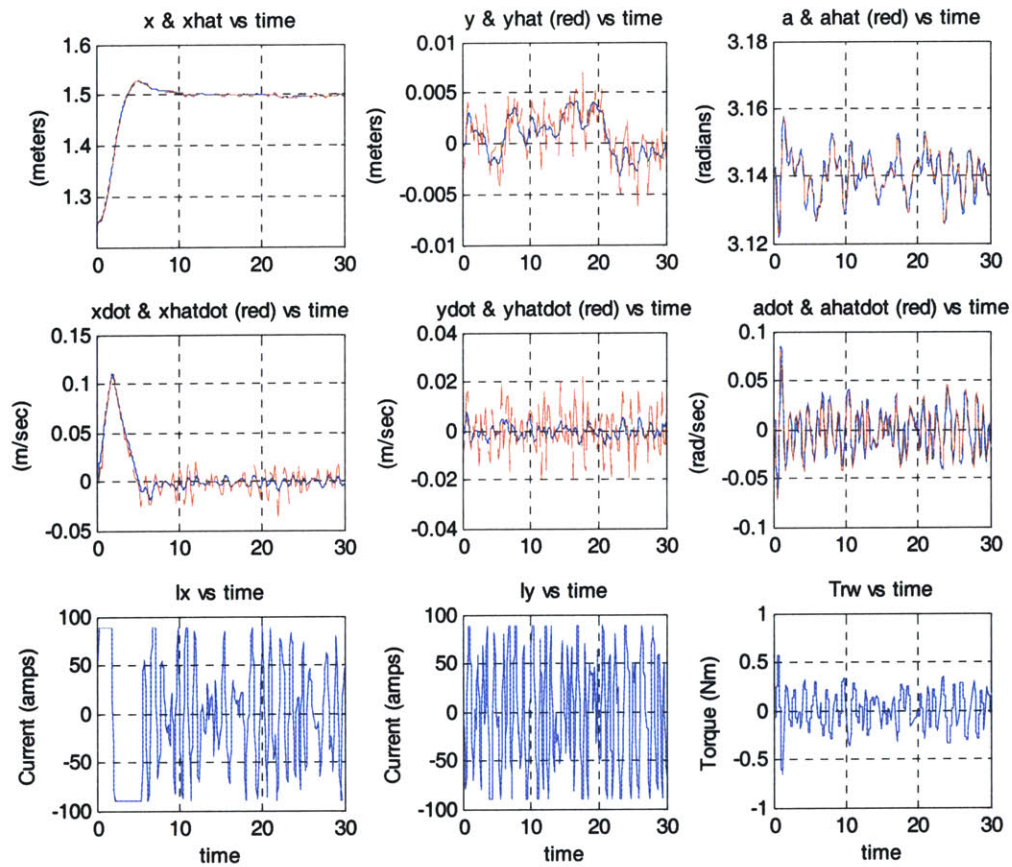 x & xhat vs time
y & yhat (red) vs time
a & ahat (red) vs time
1.6
1.5
1.4
1.3
(meters)
0 10 20 30
0.01
0.005
0
-0.005
-0.01
(meters)
0 10 20 30
3.18
3.16
3.14
3.12
(radians)
0 10 20 30
xdot & xhatdot (red) vs time
ydot & yhatdot (red) vs time
adot & ahatdot (red) vs time
0.15
0.1
0.05
0
-0.05
(m/sec)
0 10 20 30
0.04
0.02
0
-0.02
-0.04
(m/sec)
0 10 20 30
0.1
0.05
0
-0.05
-0.1
(rad/sec)
0 10 20 30
Ix vs time
Iy vs time
Trw vs time
100
50
0
-50
-100
Current (amps)
0 10 20 30
time
100
50
0
-50
-100
Current (amps)
0 10 20 30
time
1
0.5
0
-0.5
-1
Torque (Nm)
0 10 20 30
time